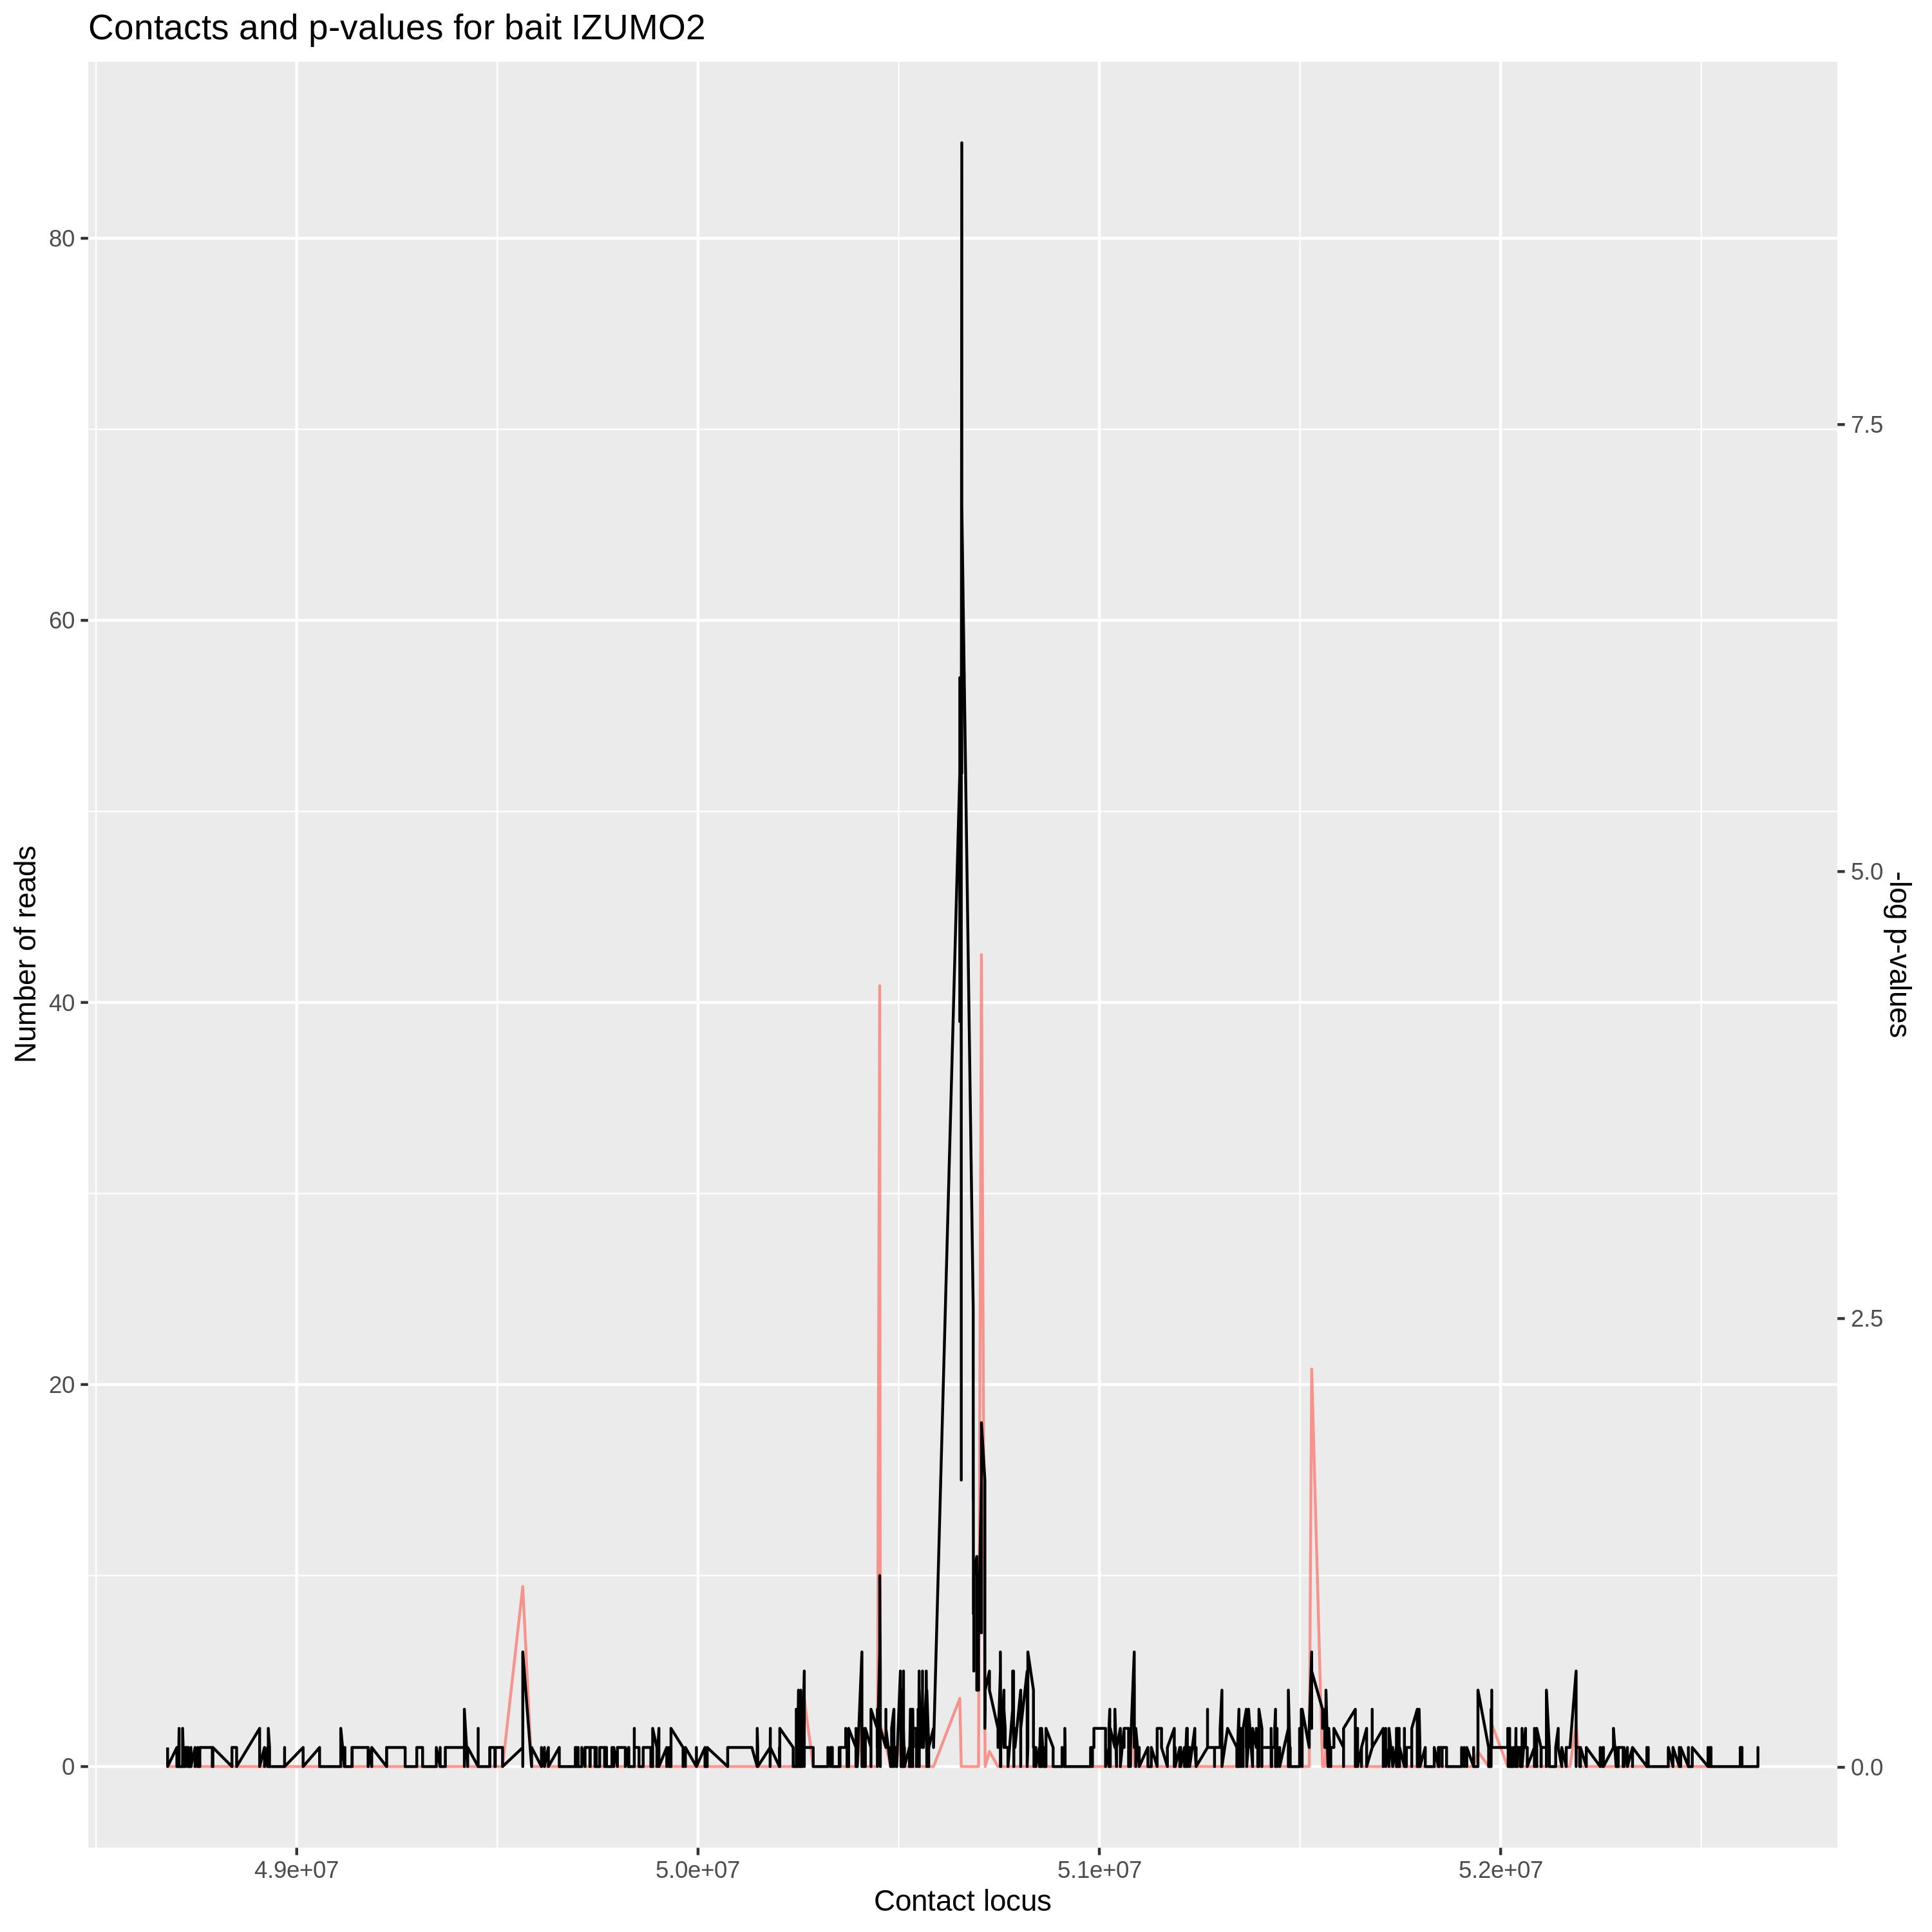 Contacts and p-values for bait IZUMO2
Number of reads
80
60
40
20
0
7.5
5.0
2.5
0.0
-log p-values
4.9e+07
5.0e+07
5.1e+07
5.2e+07
Contact locus